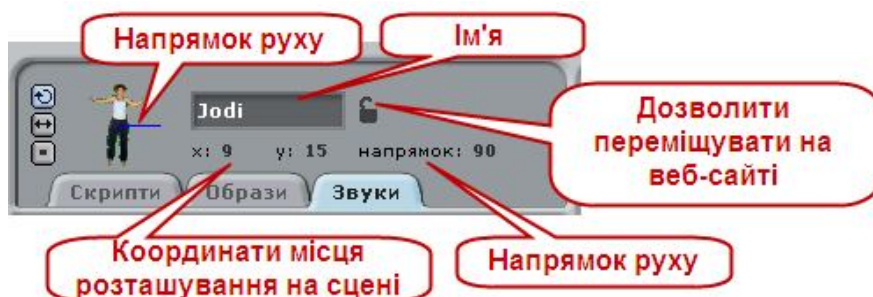 Напрямок руху
Ім'я
Jodi
Дозволити
переміщувати на
веб-сайті
x: 9 y: 15 напрямок: 90
Скрипти Образи Звуки
Координати місця
розташування на сцені
Напрямок руху